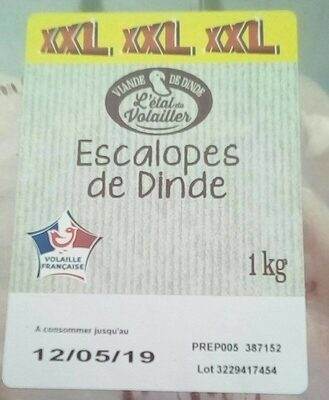 XXL XXL XXL
VIANDE DE DINDE
L'étal du
Volailler
Escalopes
de Dinde
VOLAILLE
FRANÇAISE
1 kg
A consommer jusqu'au
12/05/19
PREP005 387152
Lot 3229417454